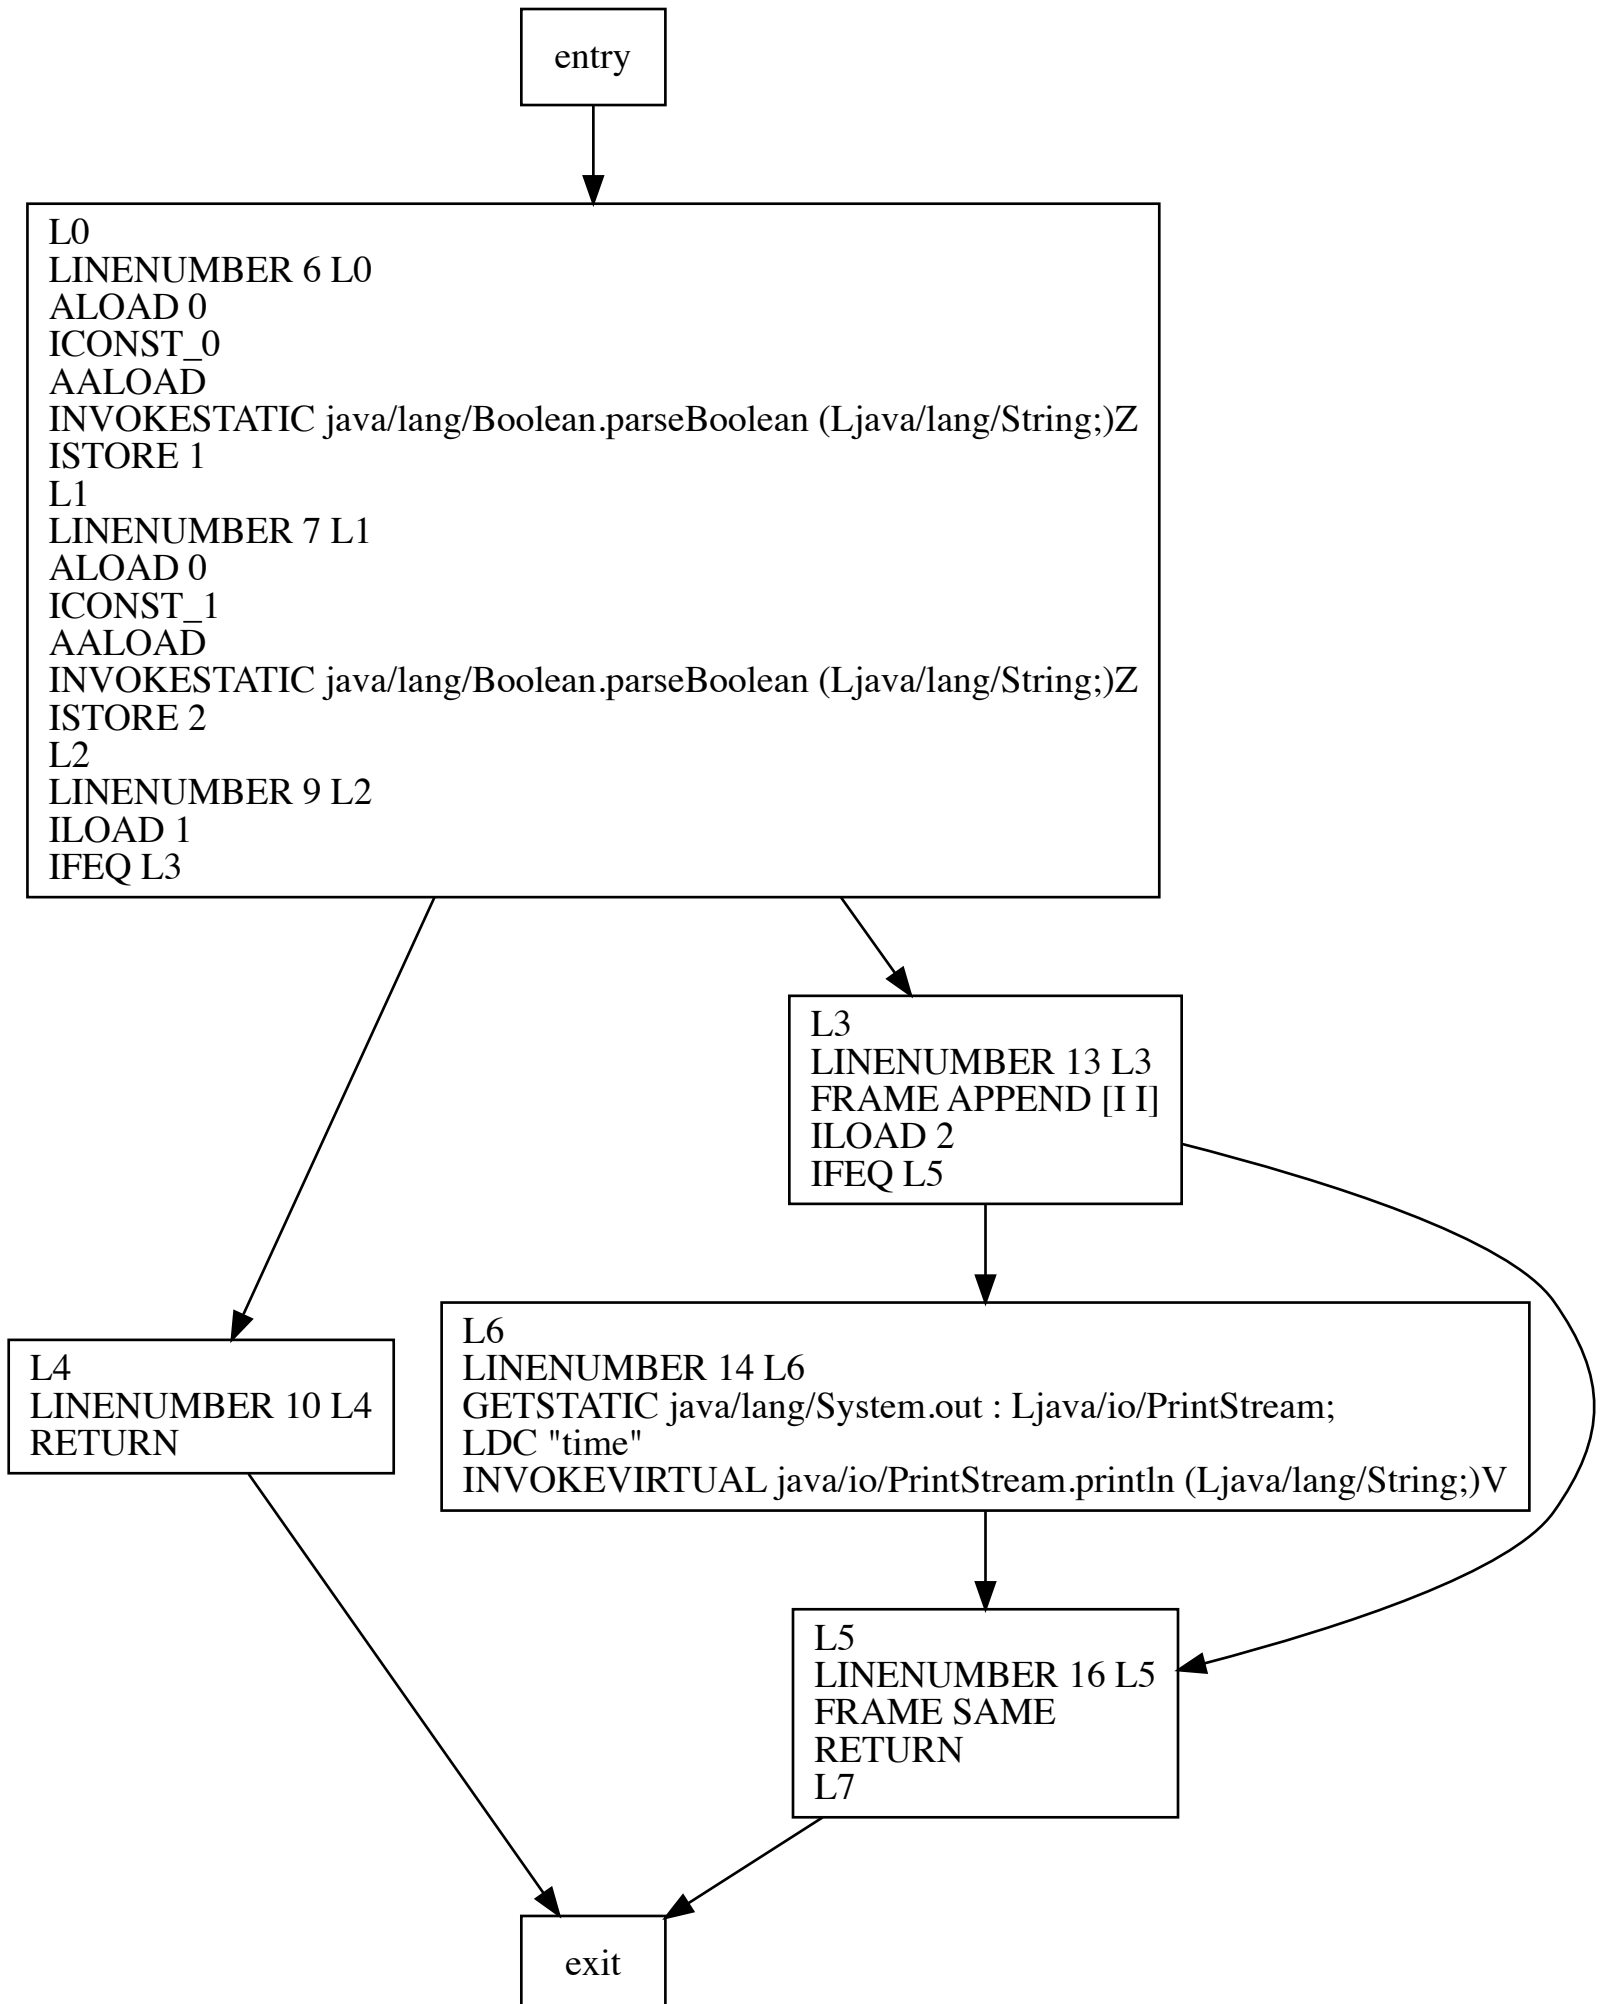 entry
L0
LINENUMBER 6 L0
ALOAD 0
ICONST_0
AALOAD
INVOKESTATIC java/lang/Boolean.parseBoolean (Ljava/lang/String;)Z
ISTORE 1
L1
LINENUMBER 7 L1
ALOAD 0
ICONST_1
AALOAD
INVOKESTATIC java/lang/Boolean.parseBoolean (Ljava/lang/String;)Z
ISTORE 2
L2
LINENUMBER 9 L2
ILOAD 1
IFEQ L3
L3
LINENUMBER 13 L3
FRAME APPEND [I I]
ILOAD 2
IFEQ L5
L4
LINENUMBER 10 L4
RETURN
L6
LINENUMBER 14 L6
GETSTATIC java/lang/System.out : Ljava/io/PrintStream;
LDC "time"
INVOKEVIRTUAL java/io/PrintStream.println (Ljava/lang/String;)V
L5
LINENUMBER 16 L5
FRAME SAME
RETURN
L7
exit